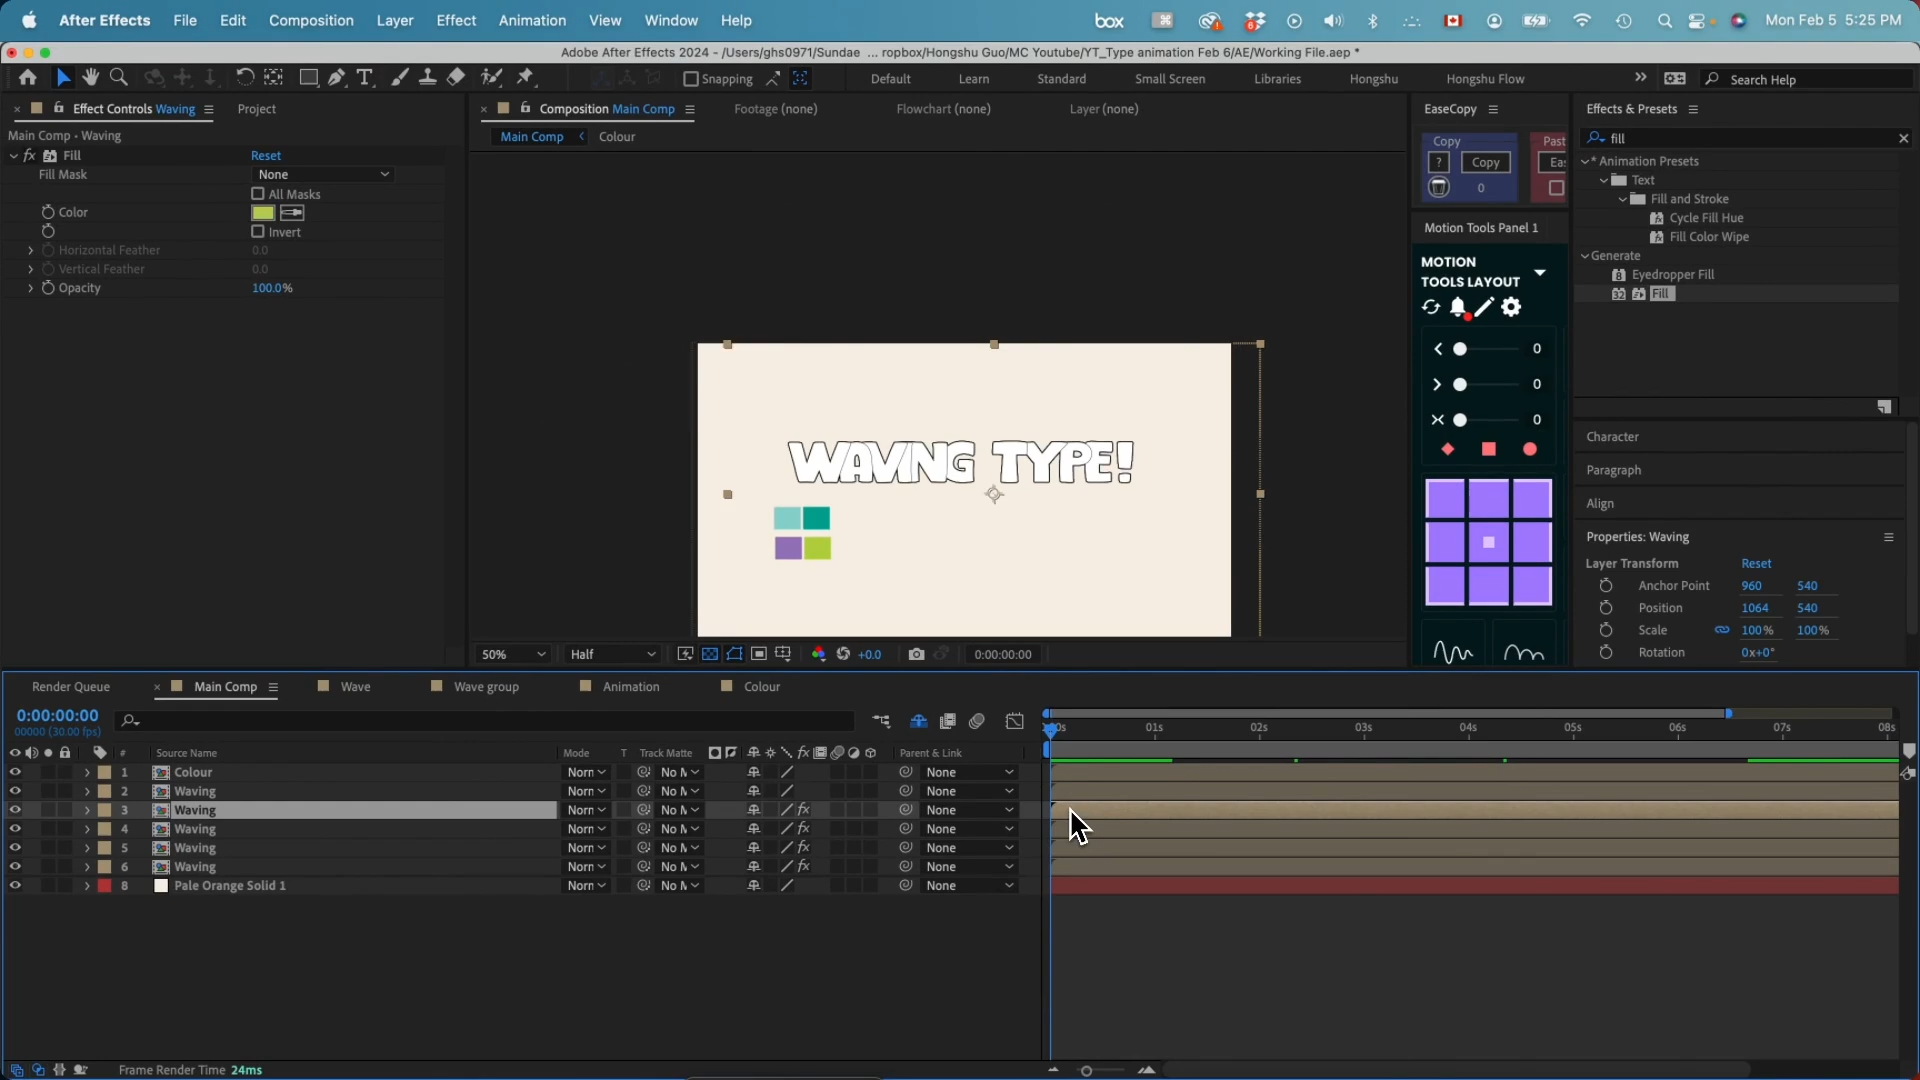 After Effects File Edit Composition Layer Effect Animation View Window Help box Mon Feb 5 5:25 PM
Adobe After Effects 2024 - /Users/ghs0971/Sundae ... ropbox/Hongshu Guo/MC Youtube/YT_Type animation Feb 6/AE/Working File.aep *
Snapping Default Learn Standard Small Screen Libraries Hongshu Hongshu Flow Search Help
Effect Controls Waving Project
Main Comp • Waving
fx Fill Reset
Fill Mask None
All Masks
Color
Invert
Horizontal Feather 0.0
Vertical Feather 0.0
Opacity 100.0%
Composition Main Comp Footage (none) Flowchart (none) Layer (none)
Main Comp Colour
WAVING TYPE!
50% Half +0.0 0:00:00:00
EaseCopy
Copy Past
? Copy Eas
0
Motion Tools Panel 1
MOTION
TOOLS LAYOUT
0
0
0
Effects & Presets
fill
* Animation Presets
Text
Fill and Stroke
Cycle Fill Hue
Fill Color Wipe
Generate
8 Eyedropper Fill
32 Fill
Character
Paragraph
Align
Properties: Waving
Layer Transform Reset
Anchor Point 960 540
Position 1064 540
Scale 100% 100%
Rotation 0x+0°
Render Queue Main Comp Wave Wave group Animation Colour
0:00:00:00
00000 (30.00 fps)
00s 01s 02s 03s 04s 05s 06s 07s 08s
# Source Name Mode T Track Matte fx Parent & Link
1 Colour Norn No M None
2 Waving Norn No M None
3 Waving Norn No M fx None
4 Waving Norn No M fx None
5 Waving Norn No M fx None
6 Waving Norn No M fx None
8 Pale Orange Solid 1 Norn No M None
Frame Render Time 24ms